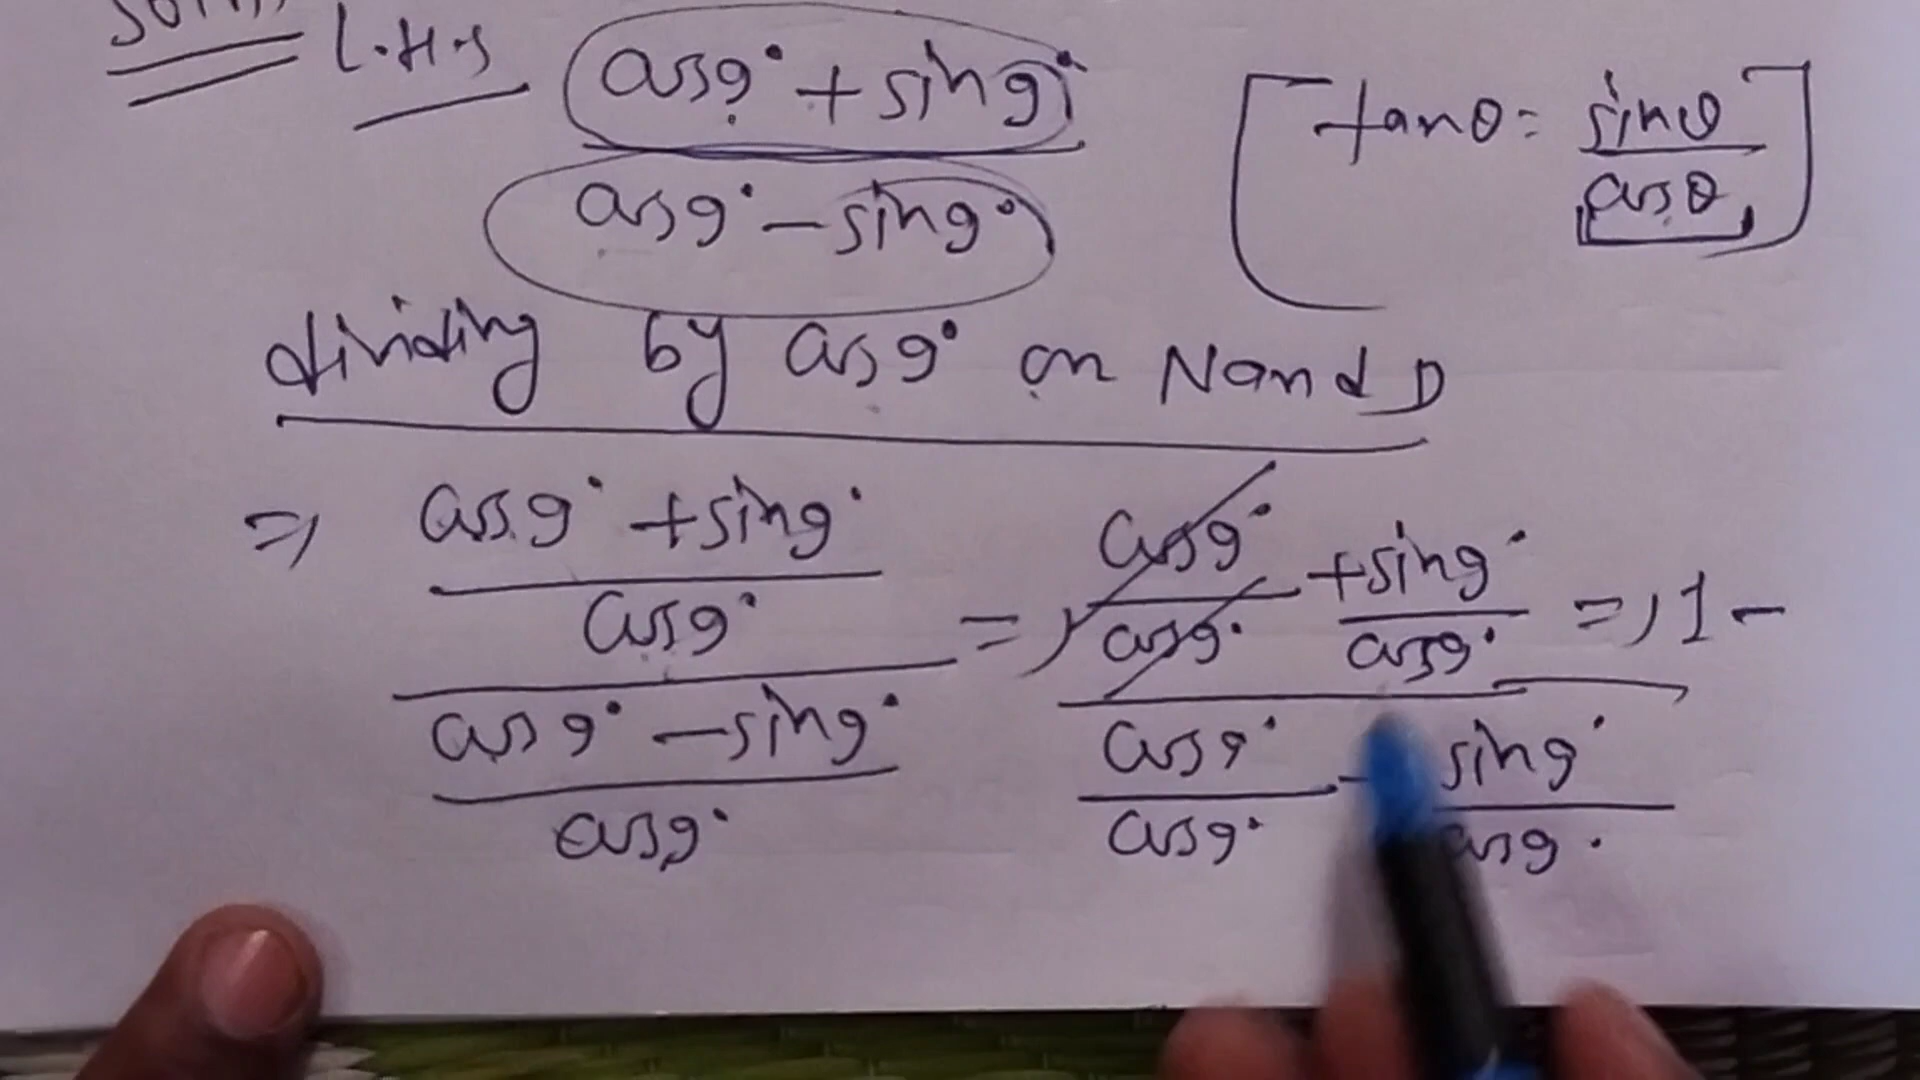 Soln L.H.S cos9° + sin9°
cos9° - sin9°
[tanθ = sinθ
cosθ]
dividing by cos9° on N and D
=> cos9° + sin9°
cos9°
cos9° - sin9°
cos9°
=> cos9° + sin9° => 1 -
cos9° cos9°
cos9° - sin9°
cos9° cos9°